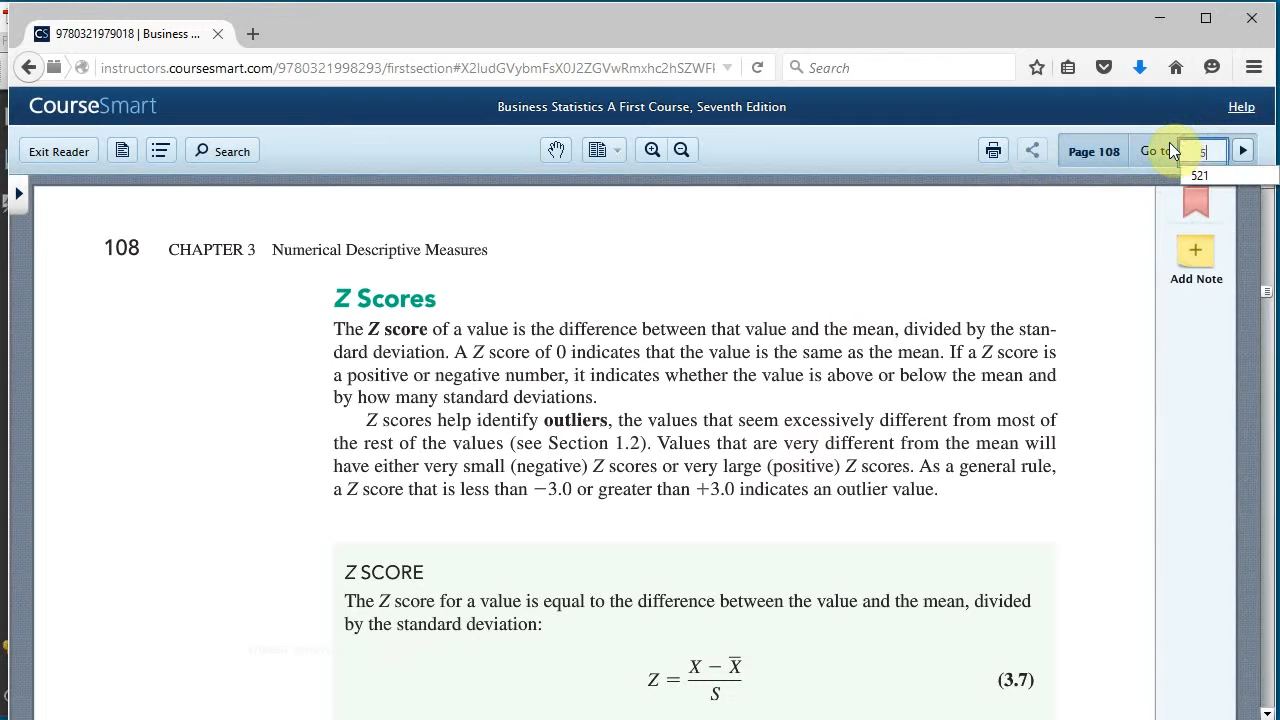 9780321979018 | Business ...
instructors.coursesmart.com/9780321998293/firstsection#X2ludGVybmFsX0J2ZGVwRmxhc2hSZWFk
Search
CourseSmart
Business Statistics A First Course, Seventh Edition
Help
Exit Reader
Search
Page 108
Go to
5
521
Add Note
108 CHAPTER 3 Numerical Descriptive Measures
Z Scores
The Z score of a value is the difference between that value and the mean, divided by the stan-
dard deviation. A Z score of 0 indicates that the value is the same as the mean. If a Z score is
a positive or negative number, it indicates whether the value is above or below the mean and
by how many standard deviations.
Z scores help identify outliers, the values that seem excessively different from most of
the rest of the values (see Section 1.2). Values that are very different from the mean will
have either very small (negative) Z scores or very large (positive) Z scores. As a general rule,
a Z score that is less than −3.0 or greater than +3.0 indicates an outlier value.
Z SCORE
The Z score for a value is equal to the difference between the value and the mean, divided
by the standard deviation:
Z = (X − X̅) / S (3.7)